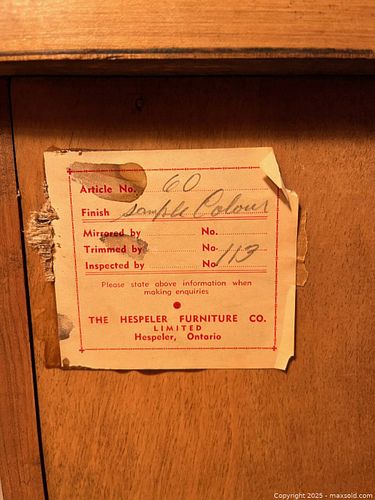 Article No. 60
Finish Sample Colour
Mirrored by No.
Trimmed by No.
Inspected by No 113
Please state above information when
making enquiries
THE HESPELER FURNITURE CO.
LIMITED
Hespeler, Ontario
Copyright © 2025 - maxsold.com